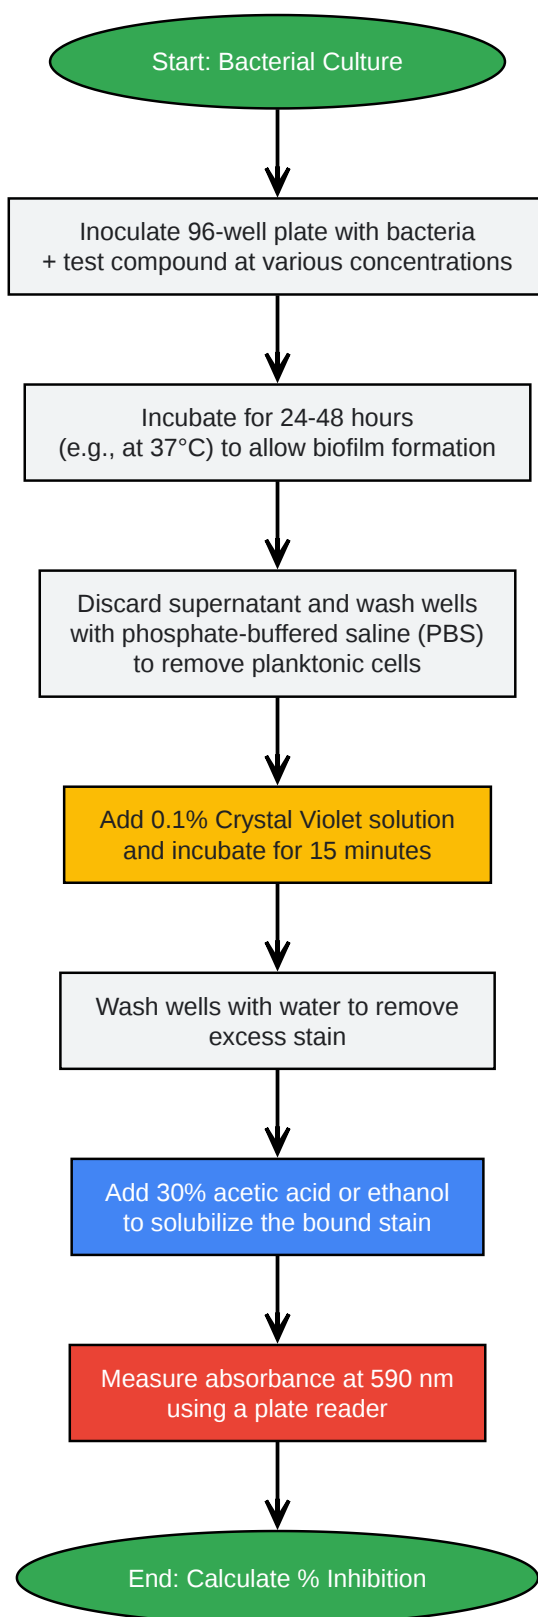 Start: Bacterial Culture
Inoculate 96-well plate with bacteria
+ test compound at various concentrations
Incubate for 24-48 hours
(e.g., at 37°C) to allow biofilm formation
Discard supernatant and wash wells
with phosphate-buffered saline (PBS)
to remove planktonic cells
Add 0.1% Crystal Violet solution
and incubate for 15 minutes
Wash wells with water to remove
excess stain
Add 30% acetic acid or ethanol
to solubilize the bound stain
Measure absorbance at 590 nm
using a plate reader
End: Calculate % Inhibition